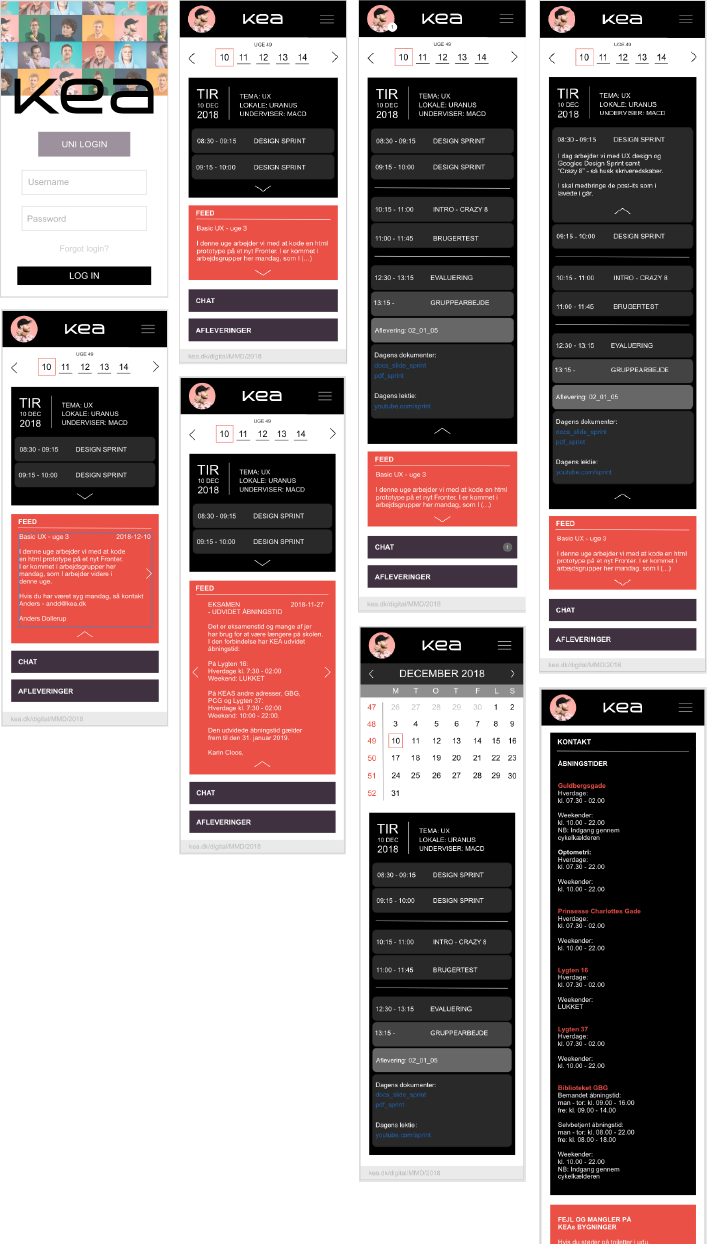 kea
UNI LOGIN
Username
Password
Forgot login?
LOG IN
kea
UGE 49
10 11 12 13 14
TIR
10 DEC
2018
TEMA: UX
LOKALE: URANUS
UNDERVISER: MACD
08:30 - 09:15 DESIGN SPRINT
09:15 - 10:00 DESIGN SPRINT
FEED
Basic UX - uge 3 2018-12-10
I denne uge arbejder vi med at kode
en html prototype på et nyt Fronter.
I er kommet i arbejdsgrupper her
mandag, som I arbejder videre i
denne uge.
Hvis du har været syg mandag, så kontakt
Anders - andd@kea.dk
Anders Dollerup
CHAT
AFLEVERINGER
kea.dk/digital/MMD/2018
kea
UGE 49
10 11 12 13 14
TIR
10 DEC
2018
TEMA: UX
LOKALE: URANUS
UNDERVISER: MACD
08:30 - 09:15 DESIGN SPRINT
09:15 - 10:00 DESIGN SPRINT
FEED
Basic UX - uge 3
I denne uge arbejder vi med at kode en html
prototype på et nyt Fronter. I er kommet i
arbejdsgrupper her mandag, som I (...)
CHAT
AFLEVERINGER
kea.dk/digital/MMD/2018
kea
UGE 49
10 11 12 13 14
TIR
10 DEC
2018
TEMA: UX
LOKALE: URANUS
UNDERVISER: MACD
08:30 - 09:15 DESIGN SPRINT
09:15 - 10:00 DESIGN SPRINT
FEED
EKSAMEN 2018-11-27
- UDVIDET ÅBNINGSTID
Det er eksamenstid og mange af jer
har brug for at være længere på skolen.
I den forbindelse har KEA udvidet
åbningstid:
På Lygten 16:
Hverdage kl. 7:30 - 02:00
Weekend: LUKKET
På KEAS andre adresser. GBG,
PCG og Lygten 37:
Hverdage kl. 7:30 - 02:00
Weekend: 10:00 - 22:00.
Den udvidede åbningstid gælder
frem til den 31. januar 2019.
Karin Cloos.
CHAT
AFLEVERINGER
kea.dk/digital/MMD/2018
1
kea
UGE 49
10 11 12 13 14
TIR
10 DEC
2018
TEMA: UX
LOKALE: URANUS
UNDERVISER: MACD
08:30 - 09:15 DESIGN SPRINT
09:15 - 10:00 DESIGN SPRINT
10:15 - 11:00 INTRO - CRAZY 8
11:00 - 11:45 BRUGERTEST
12:30 - 13:15 EVALUERING
13:15 - GRUPPEARBEJDE
Aflevering: 02_01_05
Dagens dokumenter:
docs_slide_sprint
pdf_sprint
Dagens lektie:
youtube.com/sprint
FEED
Basic UX - uge 3
I denne uge arbejder vi med at kode en html
prototype på et nyt Fronter. I er kommet i
arbejdsgrupper her mandag, som I (...)
CHAT 1
AFLEVERINGER
kea.dk/digital/MMD/2018
kea
DECEMBER 2018
M T O T F L S
47 26 27 28 29 30 1 2
48 3 4 5 6 7 8 9
49 10 11 12 13 14 15 16
50 17 18 19 20 21 22 23
51 24 25 26 27 28 29 30
52 31
TIR
10 DEC
2018
TEMA: UX
LOKALE: URANUS
UNDERVISER: MACD
08:30 - 09:15 DESIGN SPRINT
09:15 - 10:00 DESIGN SPRINT
10:15 - 11:00 INTRO - CRAZY 8
11:00 - 11:45 BRUGERTEST
12:30 - 13:15 EVALUERING
13:15 - GRUPPEARBEJDE
Aflevering: 02_01_05
Dagens dokumenter:
docs_slide_sprint
pdf_sprint
Dagens lektie:
youtube.com/sprint
kea.dk/digital/MMD/2018
kea
UGE 49
10 11 12 13 14
TIR
10 DEC
2018
TEMA: UX
LOKALE: URANUS
UNDERVISER: MACD
08:30 - 09:15 DESIGN SPRINT
I dag arbejder vi med UX design og
Googles Design Sprint samt
"Crazy 8" - så husk skriveredskaber.
I skal medbringe de post-its som i
lavede i går.
09:15 - 10:00 DESIGN SPRINT
10:15 - 11:00 INTRO - CRAZY 8
11:00 - 11:45 BRUGERTEST
12:30 - 13:15 EVALUERING
13:15 - GRUPPEARBEJDE
Aflevering: 02_01_05
Dagens dokumenter:
docs_slide_sprint
pdf_sprint
Dagens lektie:
youtube.com/sprint
FEED
Basic UX - uge 3
I denne uge arbejder vi med at kode en html
prototype på et nyt Fronter. I er kommet i
arbejdsgrupper her mandag, som I (...)
CHAT
AFLEVERINGER
kea.dk/digital/MMD/2018
kea
KONTAKT
ÅBNINGSTIDER
Guldbergsgade
Hverdage:
kl. 07.30 - 02.00
Weekender:
kl. 10.00 - 22.00
NB: Indgang gennem
cykelkælderen
Optometri:
Hverdage:
kl. 07.30 - 22.00
Weekender:
kl. 10.00 - 22.00
Prinsesse Charlottes Gade
Hverdage:
kl. 07.30 - 02.00
Weekender:
kl. 10.00 - 22.00
Lygten 16
Hverdage:
kl. 07.30 - 02.00
Weekender:
LUKKET
Lygten 37
Hverdage:
kl. 07.30 - 02.00
Weekender:
kl. 10.00 - 22.00
Biblioteket GBG
Bemandet åbningstid:
man - tor: kl. 09.00 - 16.00
fre: kl. 09.00 - 14.00
Selvbetjent åbningstid:
man - tor: kl. 08.00 - 22.00
fre: kl. 08.00 - 18.00
Weekender:
kl. 10.00 - 22.00
NB: Indgang gennem
cykelkælderen
FEJL OG MANGLER PÅ
KEAs BYGNINGER
Hvis du støder på toiletter i udu...